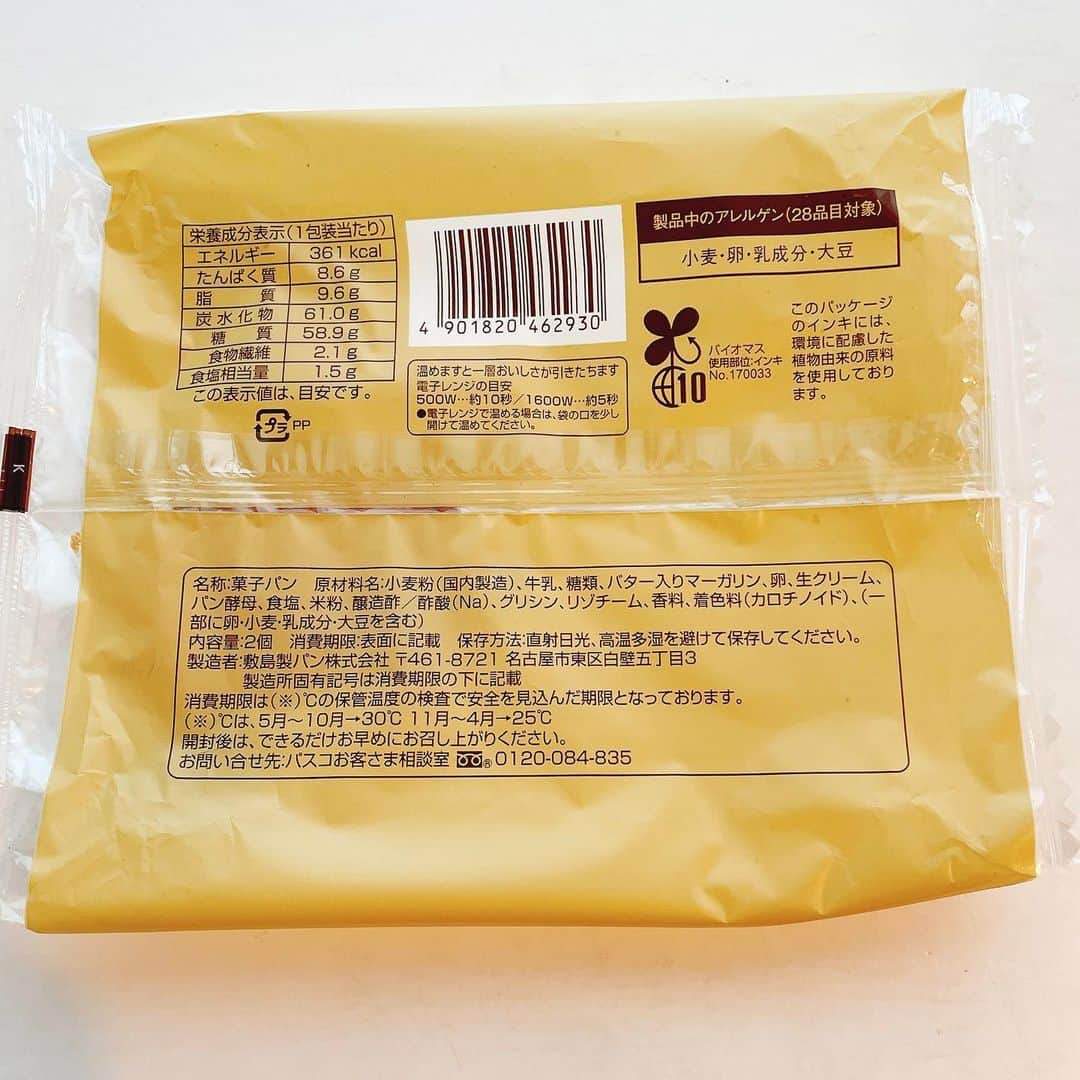 栄養成分表示(1包装当たり)
エネルギー 361kcal
たんぱく質 8.6g
脂質 9.6g
炭水化物 61.0g
糖質 58.9g
食物繊維 2.1g
食塩相当量 1.5g
この表示値は、目安です。
プラ PP
4 901820 462930
温めますと一層おいしさが引きたちます
電子レンジの目安
500W…約10秒/1600W…約5秒
●電子レンジで温める場合は、袋の口を少し
開けて温めてください。
製品中のアレルゲン(28品目対象)
小麦・卵・乳成分・大豆
バイオマス
使用部位:インキ
No.170033
10
このパッケージ
のインキには、
環境に配慮した
植物由来の原料
を使用しており
ます。
K
名称:菓子パン 原材料名:小麦粉(国内製造)、牛乳、糖類、バター入りマーガリン、卵、生クリーム、
パン酵母、食塩、米粉、醸造酢/酢酸(Na)、グリシン、リゾチーム、香料、着色料(カロチノイド)、(一
部に卵・小麦・乳成分・大豆を含む)
内容量:2個 消費期限:表面に記載 保存方法:直射日光、高温多湿を避けて保存してください。
製造者:敷島製パン株式会社 〒461-8721 名古屋市東区白壁五丁目3
製造所固有記号は消費期限の下に記載
消費期限は(※)℃の保管温度の検査で安全を見込んだ期限となっております。
(※)℃は、5月〜10月→30℃ 11月〜4月→25℃
開封後は、できるだけお早めにお召し上がりください。
お問い合せ先:パスコお客さま相談室 ® 0120-084-835